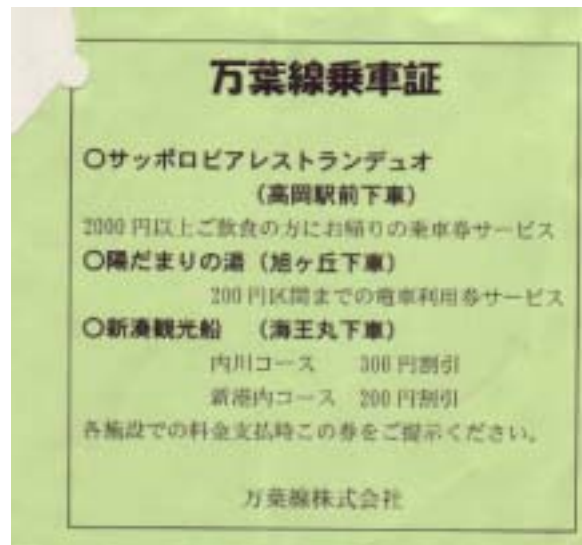 万葉線乗車証
○サッポロビアレストランデュオ
(高岡駅前下車)
2000円以上ご飲食の方にお帰りの乗車券サービス
○陽だまりの湯 (旭ヶ丘下車)
200円区間までの電車利用券サービス
○新湊観光船 (海王丸下車)
内川コース 300円割引
新港内コース 200円割引
各施設での料金支払時この券をご提示ください。
万葉線株式会社